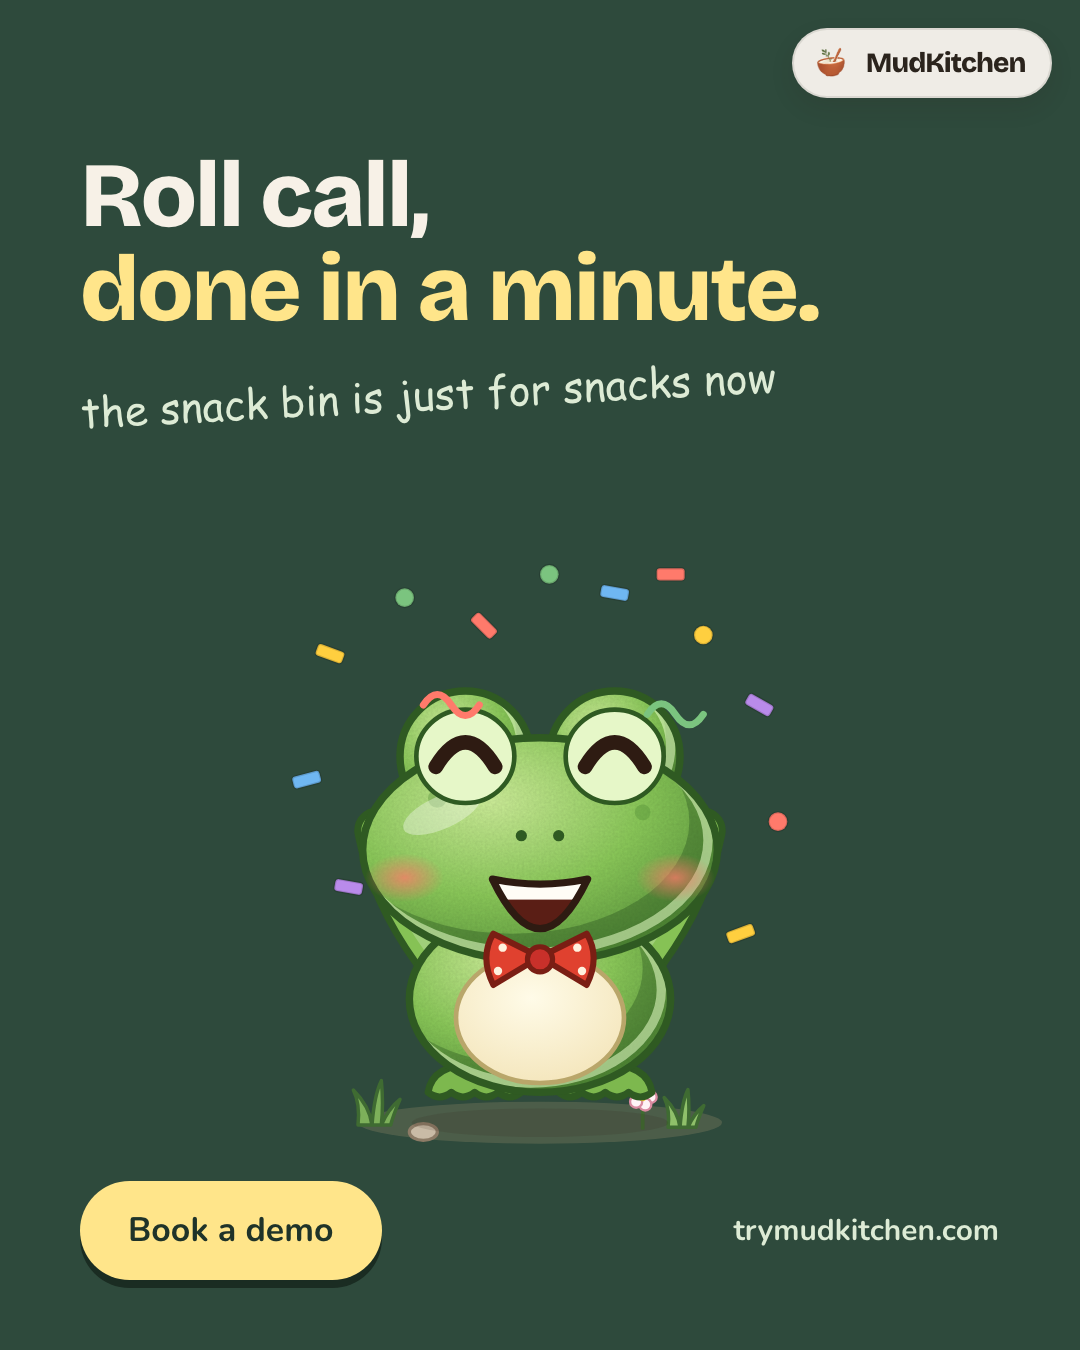 MudKitchen
Roll call,
done in a minute.
the snack bin is just for snacks now
Book a demo
trymudkitchen.com